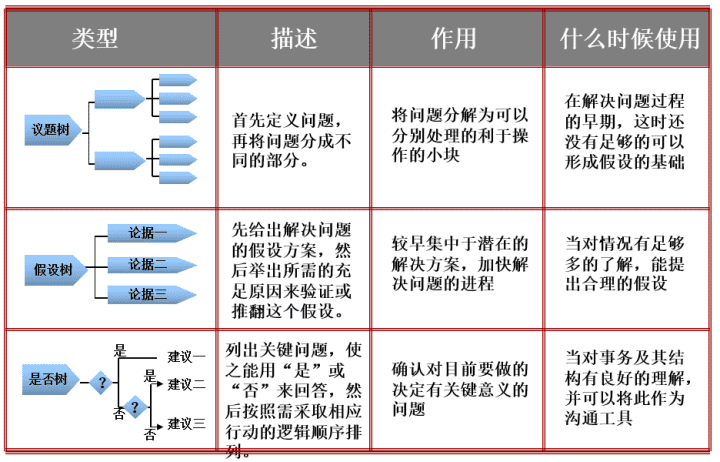 类型
描述
作用
什么时候使用
议题树
首先定义问题，
再将问题分成不
同的部分。
将问题分解为可以
分别处理的利于操
作的小块
在解决问题过程
的早期，这时还
没有足够的可以
形成假设的基础
假设树
论据一
论据二
论据三
先给出解决问题
的假设方案，然
后举出所需的充
足原因来验证或
推翻这个假设。
较早集中于潜在的
解决方案，加快解
决问题的进程
当对情况有足够
多的了解，能提
出合理的假设
是否树
?
是
否
?
是
否
建议一
建议二
建议三
列出关键问题，使
之能用“是”或
“否”来回答，然
后按照需采取相应
行动的逻辑顺序排
列。
确认对目前要做的
决定有关键意义的
问题
当对事务及其结
构有良好的理解，
并可以将此作为
沟通工具